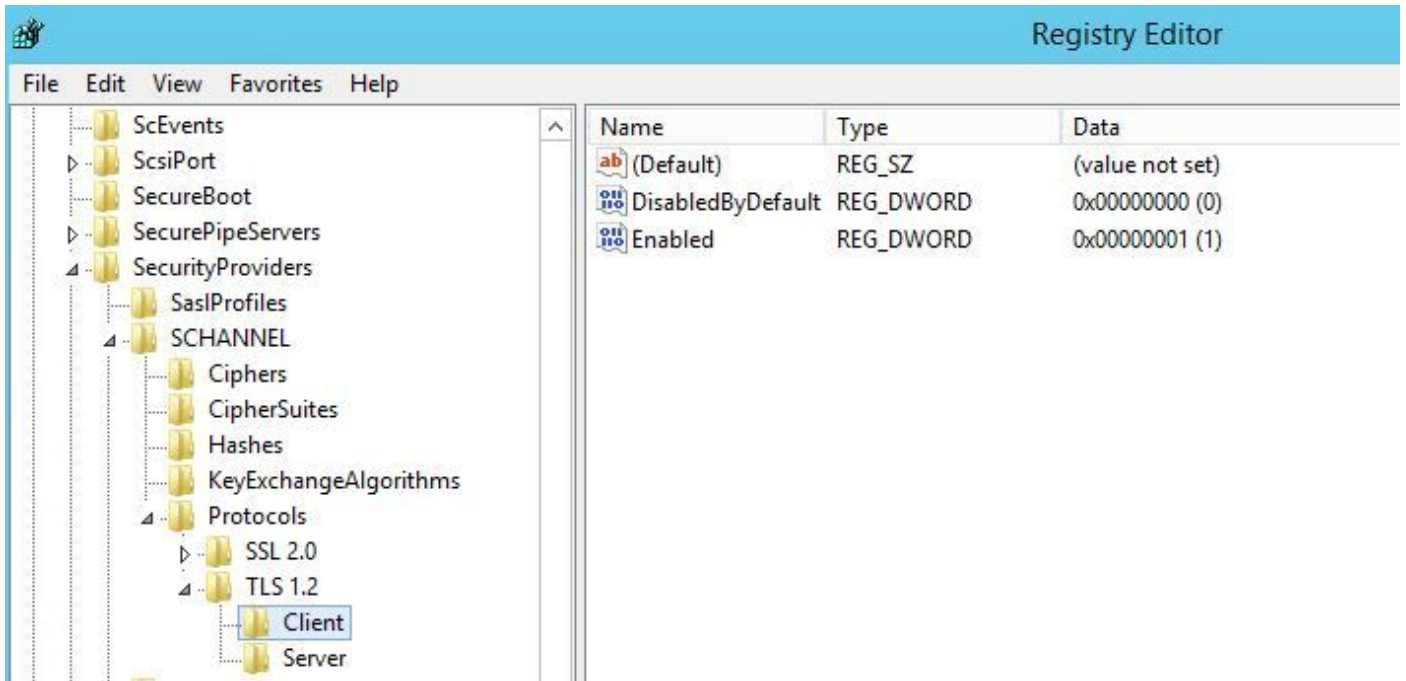 Registry Editor
File Edit View Favorites Help
ScEvents
ScsiPort
SecureBoot
SecurePipeServers
SecurityProviders
SaslProfiles
SCHANNEL
Ciphers
CipherSuites
Hashes
KeyExchangeAlgorithms
Protocols
SSL 2.0
TLS 1.2
Client
Server
Name Type Data
(Default) REG_SZ (value not set)
DisabledByDefault REG_DWORD 0x00000000 (0)
Enabled REG_DWORD 0x00000001 (1)